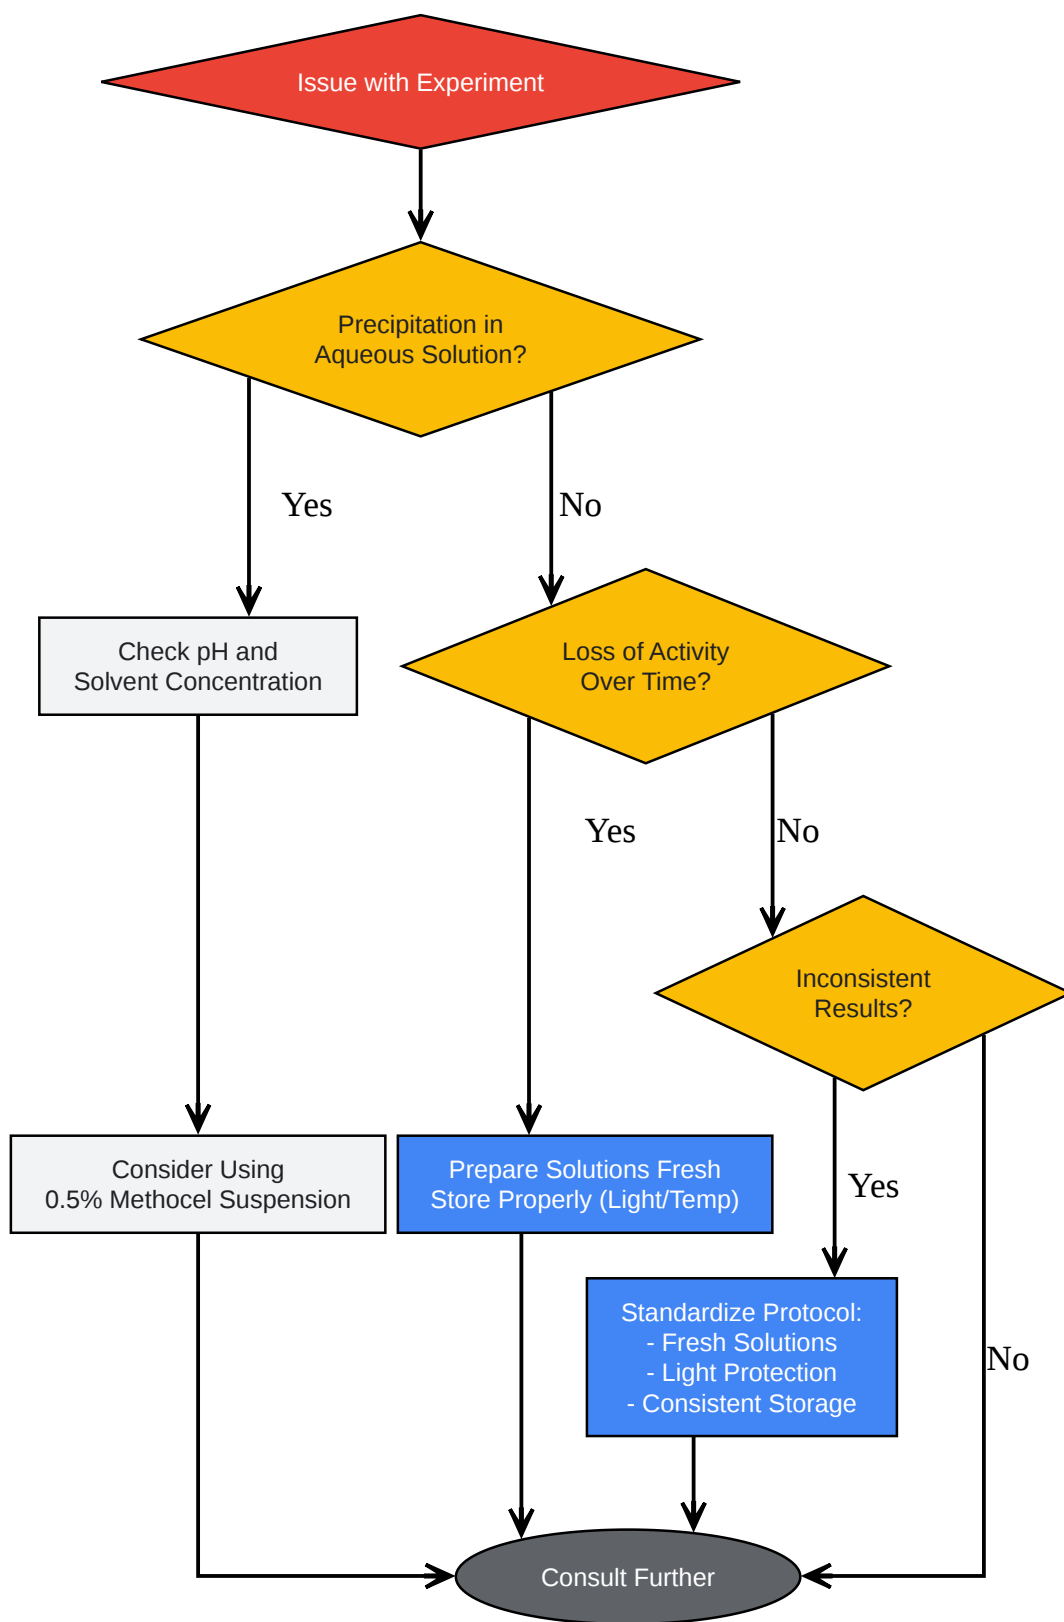 Issue with Experiment
Precipitation in
Aqueous Solution?
Yes
No
Check pH and
Solvent Concentration
Loss of Activity
Over Time?
Yes
No
Inconsistent
Results?
Consider Using
0.5% Methocel Suspension
Prepare Solutions Fresh
Store Properly (Light/Temp)
Yes
Standardize Protocol:
- Fresh Solutions
- Light Protection
- Consistent Storage
No
Consult Further